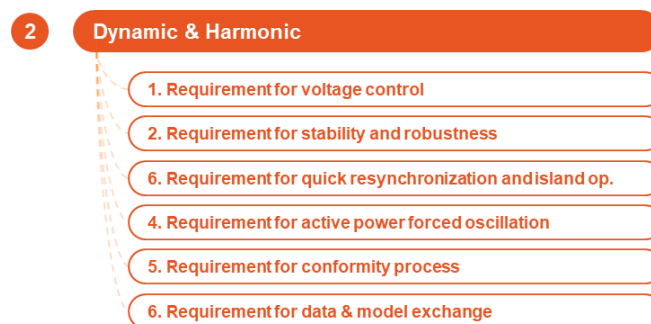 2
Dynamic & Harmonic
1. Requirement for voltage control
2. Requirement for stability and robustness
6. Requirement for quick resynchronization and island op.
4. Requirement for active power forced oscillation
5. Requirement for conformity process
6. Requirement for data & model exchange